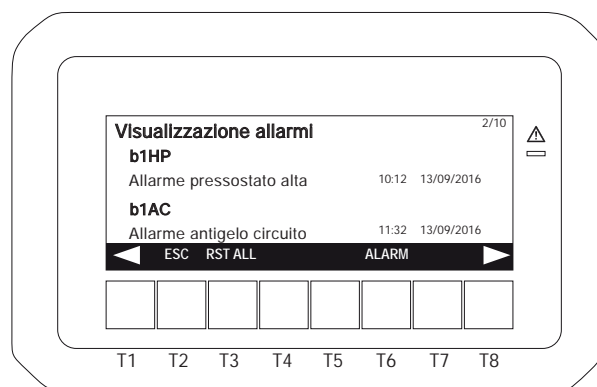 Visualizzazione allarmi 2/10
b1HP
Allarme pressostato alta 10:12 13/09/2016
b1AC
Allarme antigelo circuito 11:32 13/09/2016
ESC RST ALL ALARM
T1 T2 T3 T4 T5 T6 T7 T8